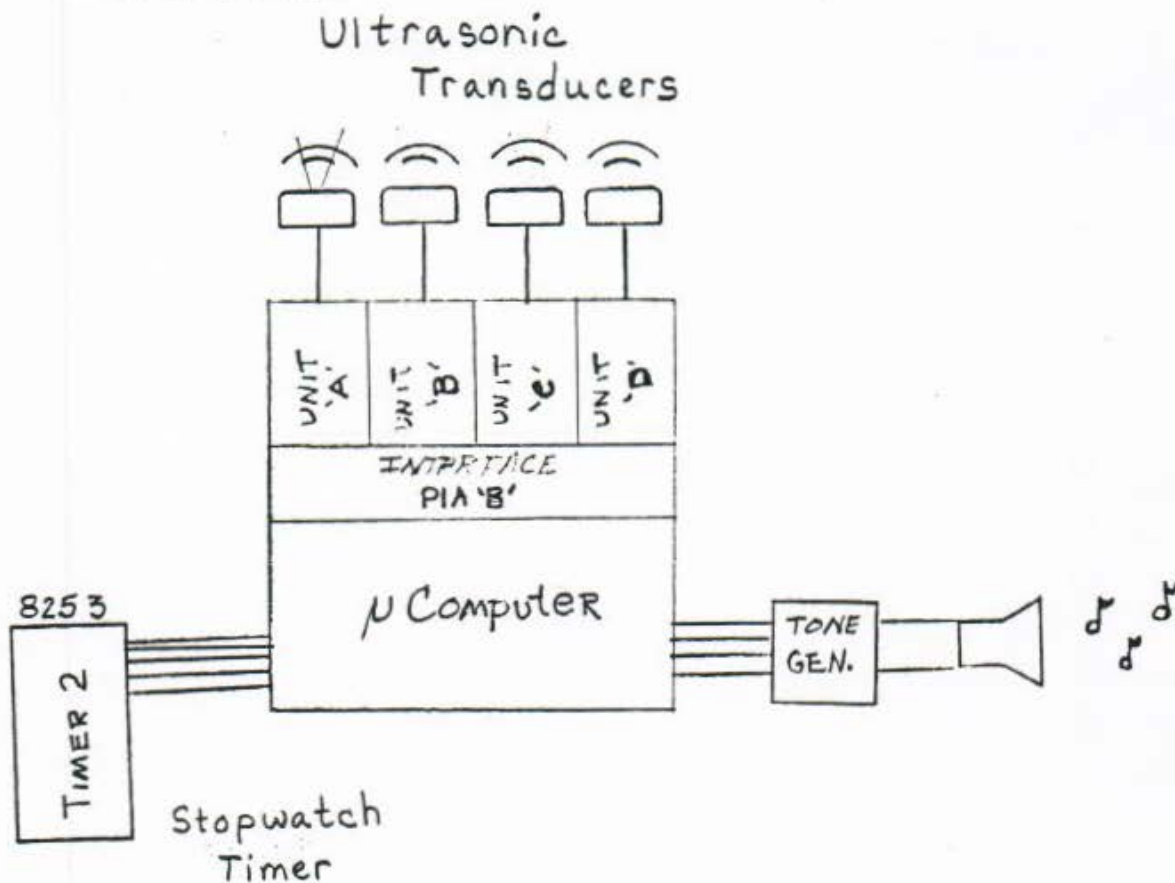 Ultrasonic
Transducers
UNIT 'A'
UNIT 'B'
UNIT 'C'
UNIT 'D'
INTERFACE
PIA 'B'
μ Computer
8253
TIMER 2
TONE
GEN.
Stopwatch
Timer